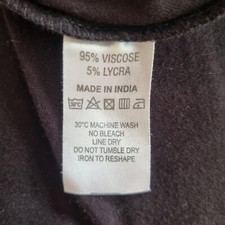 95% VISCOSE
5% LYCRA
MADE IN INDIA
30°C MACHINE WASH
NO BLEACH
LINE DRY
DO NOT TUMBLE DRY
IRON TO RESHAPE